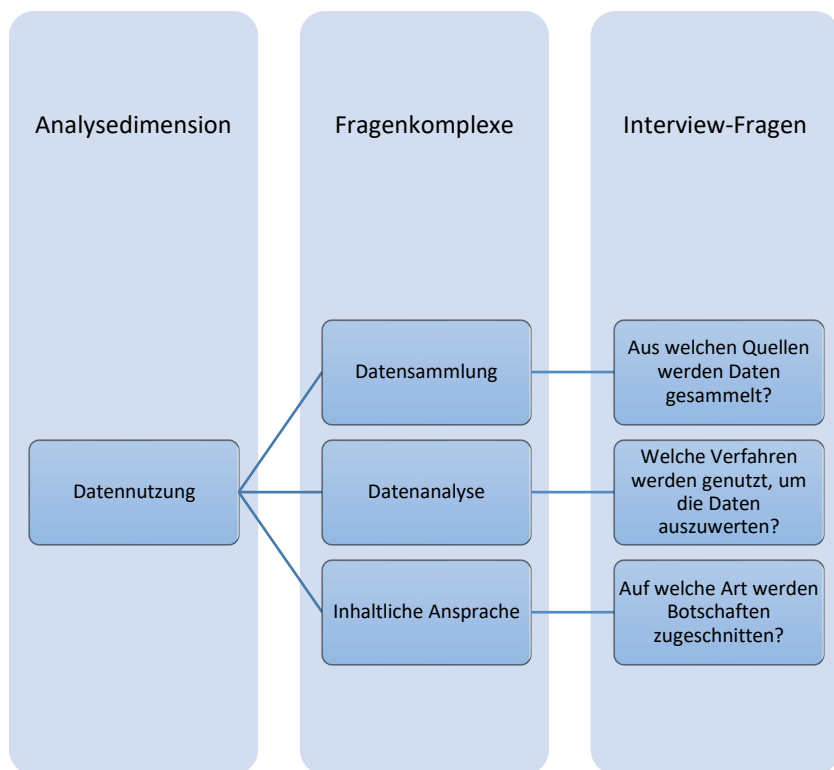 Analysedimension
Fragenkomplexe
Interview-Fragen
Datennutzung
Datensammlung
Datenanalyse
Inhaltliche Ansprache
Aus welchen Quellen
werden Daten
gesammelt?
Welche Verfahren
werden genutzt, um
die Daten
auszuwerten?
Auf welche Art werden
Botschaften
zugeschnitten?